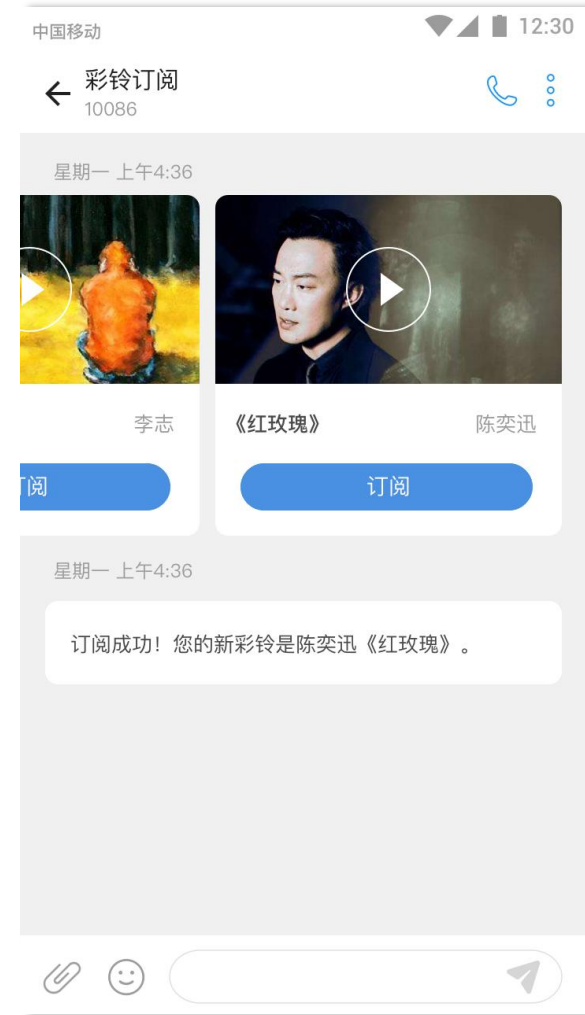 中国移动
12:30
彩铃订阅
10086
星期一 上午4:36
李志
《红玫瑰》
陈奕迅
阅
订阅
星期一 上午4:36
订阅成功！您的新彩铃是陈奕迅《红玫瑰》。